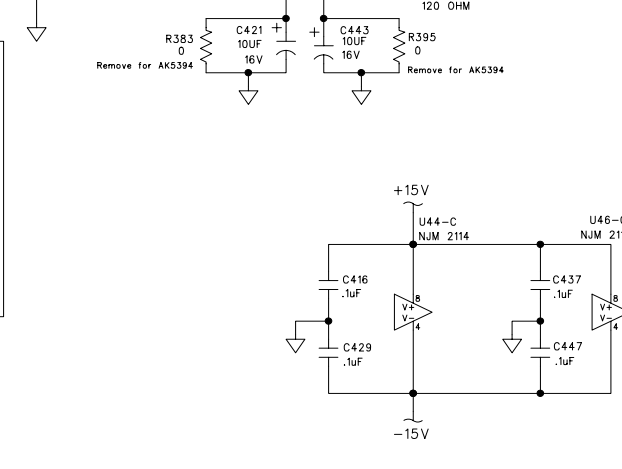 120 OHM
R383
0
Remove for AK5394
C421
10UF
16V
+
+
C443
10UF
16V
R395
0
Remove for AK5394
+15V
U44-C
NJM 2114
C416
.1uF
8
V+
V-
4
C429
.1uF
C437
.1uF
8
V+
V-
4
C447
.1uF
-15V